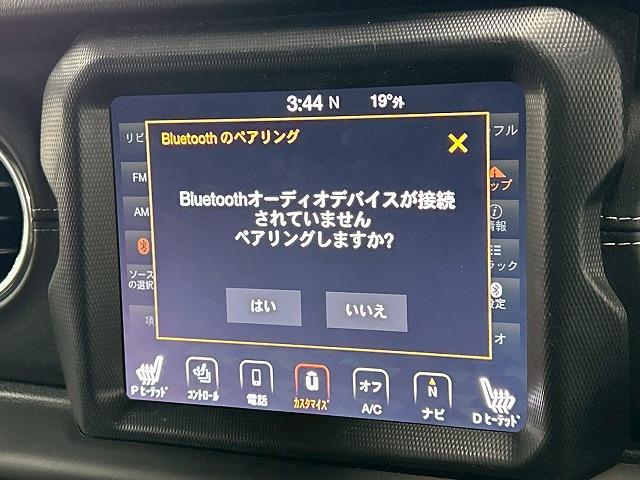 3:44 N 19°外
リピ
Bluetooth のペアリング
フル
FM
Bluetoothオーディオデバイスが接続
されていません
ペアリングしますか?
ップ
AM
情報
ソース
の選択
ラック
はい
いいえ
設定
項
オ
Pヒーテッド
コントロール
電話
カスタマイズ
オフ
A/C
N
ナビ
Dヒーテッド